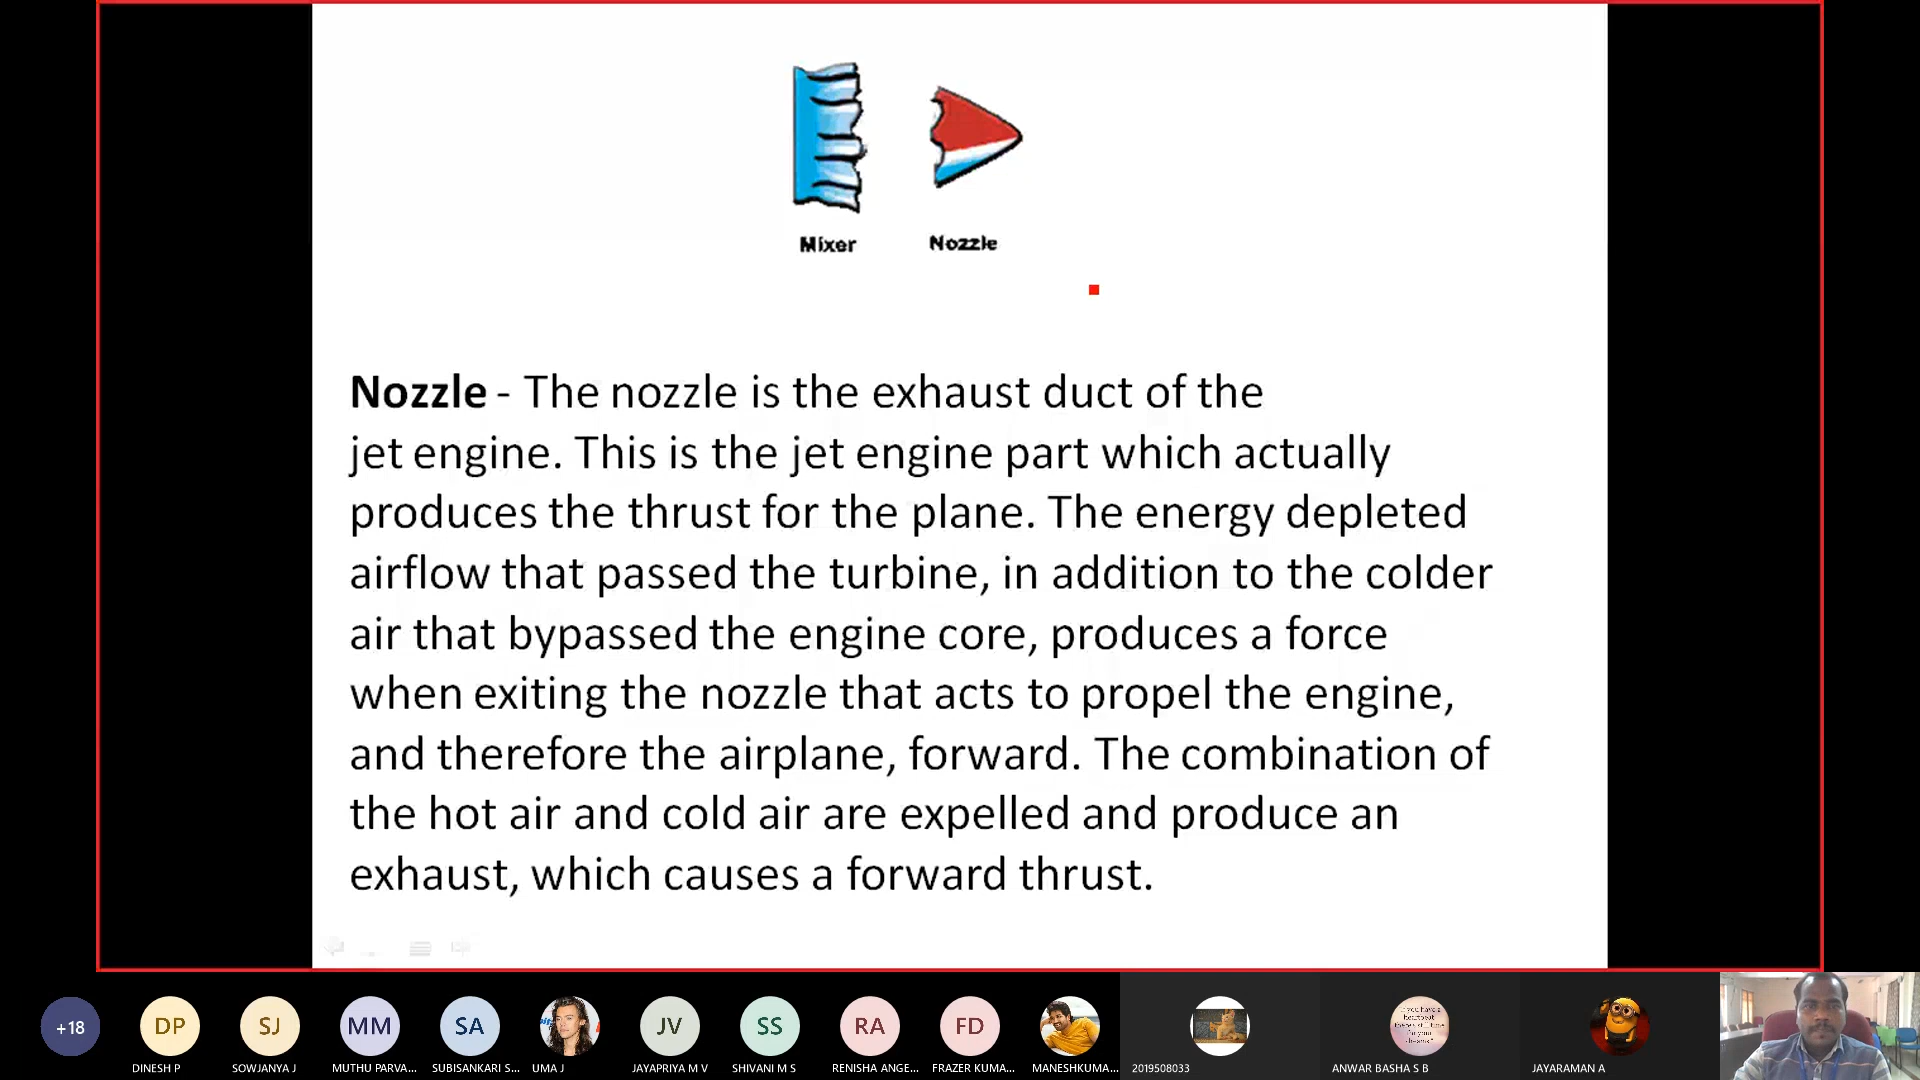 Mixer
Nozzle
Nozzle - The nozzle is the exhaust duct of the
jet engine. This is the jet engine part which actually
produces the thrust for the plane. The energy depleted
airflow that passed the turbine, in addition to the colder
air that bypassed the engine core, produces a force
when exiting the nozzle that acts to propel the engine,
and therefore the airplane, forward. The combination of
the hot air and cold air are expelled and produce an
exhaust, which causes a forward thrust.
+18
DP
SJ
MM
SA
JV
SS
RA
FD
DINESH P
SOWJANYA J
MUTHU PARVA...
SUBISANKARI S...
UMA J
JAYAPRIYA M V
SHIVANI M S
RENISHA ANGE...
FRAZER KUMA...
MANESHKUMA...
2019508033
ANWAR BASHA S B
JAYARAMAN A